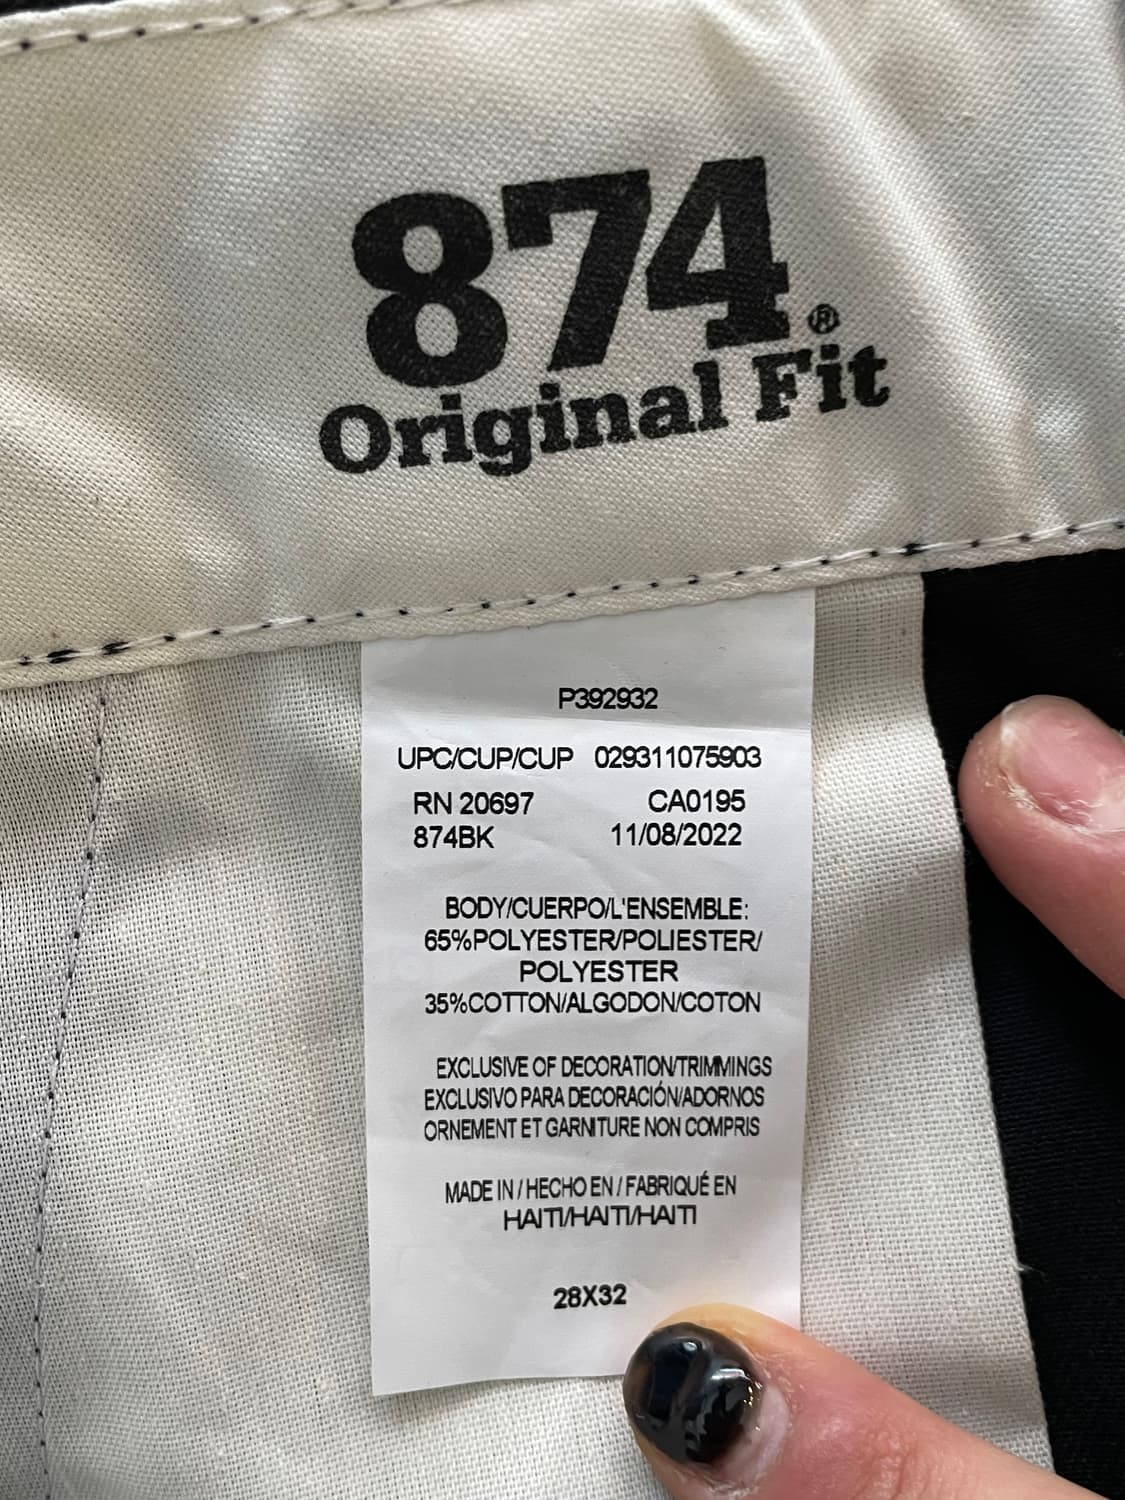 874®
Original Fit
P392932
UPC/CUP/CUP 029311075903
RN 20697 CA0195
874BK 11/08/2022
BODY/CUERPO/L'ENSEMBLE:
65%POLYESTER/POLIESTER/
POLYESTER
35%COTTON/ALGODON/COTON
EXCLUSIVE OF DECORATION/TRIMMINGS
EXCLUSIVO PARA DECORACIÓN/ADORNOS
ORNEMENT ET GARNITURE NON COMPRIS
MADE IN / HECHO EN / FABRIQUÉ EN
HAITI/HAITI/HAITI
28X32